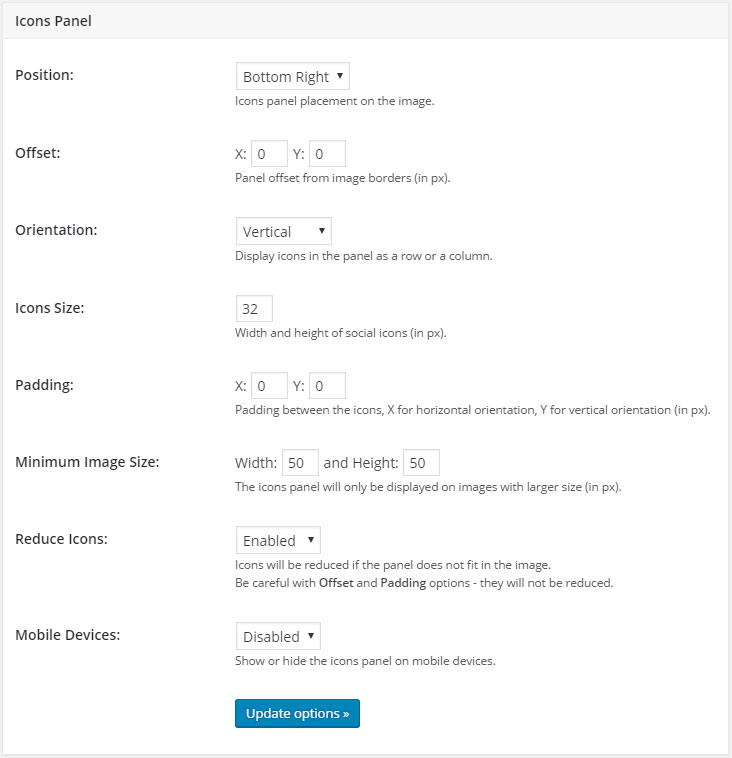 Icons Panel
Position: Bottom Right
Icons panel placement on the image.
Offset: X: 0 Y: 0
Panel offset from image borders (in px).
Orientation: Vertical
Display icons in the panel as a row or a column.
Icons Size: 32
Width and height of social icons (in px).
Padding: X: 0 Y: 0
Padding between the icons, X for horizontal orientation, Y for vertical orientation (in px).
Minimum Image Size: Width: 50 and Height: 50
The icons panel will only be displayed on images with larger size (in px).
Reduce Icons: Enabled
Icons will be reduced if the panel does not fit in the image.
Be careful with Offset and Padding options - they will not be reduced.
Mobile Devices: Disabled
Show or hide the icons panel on mobile devices.
Update options »